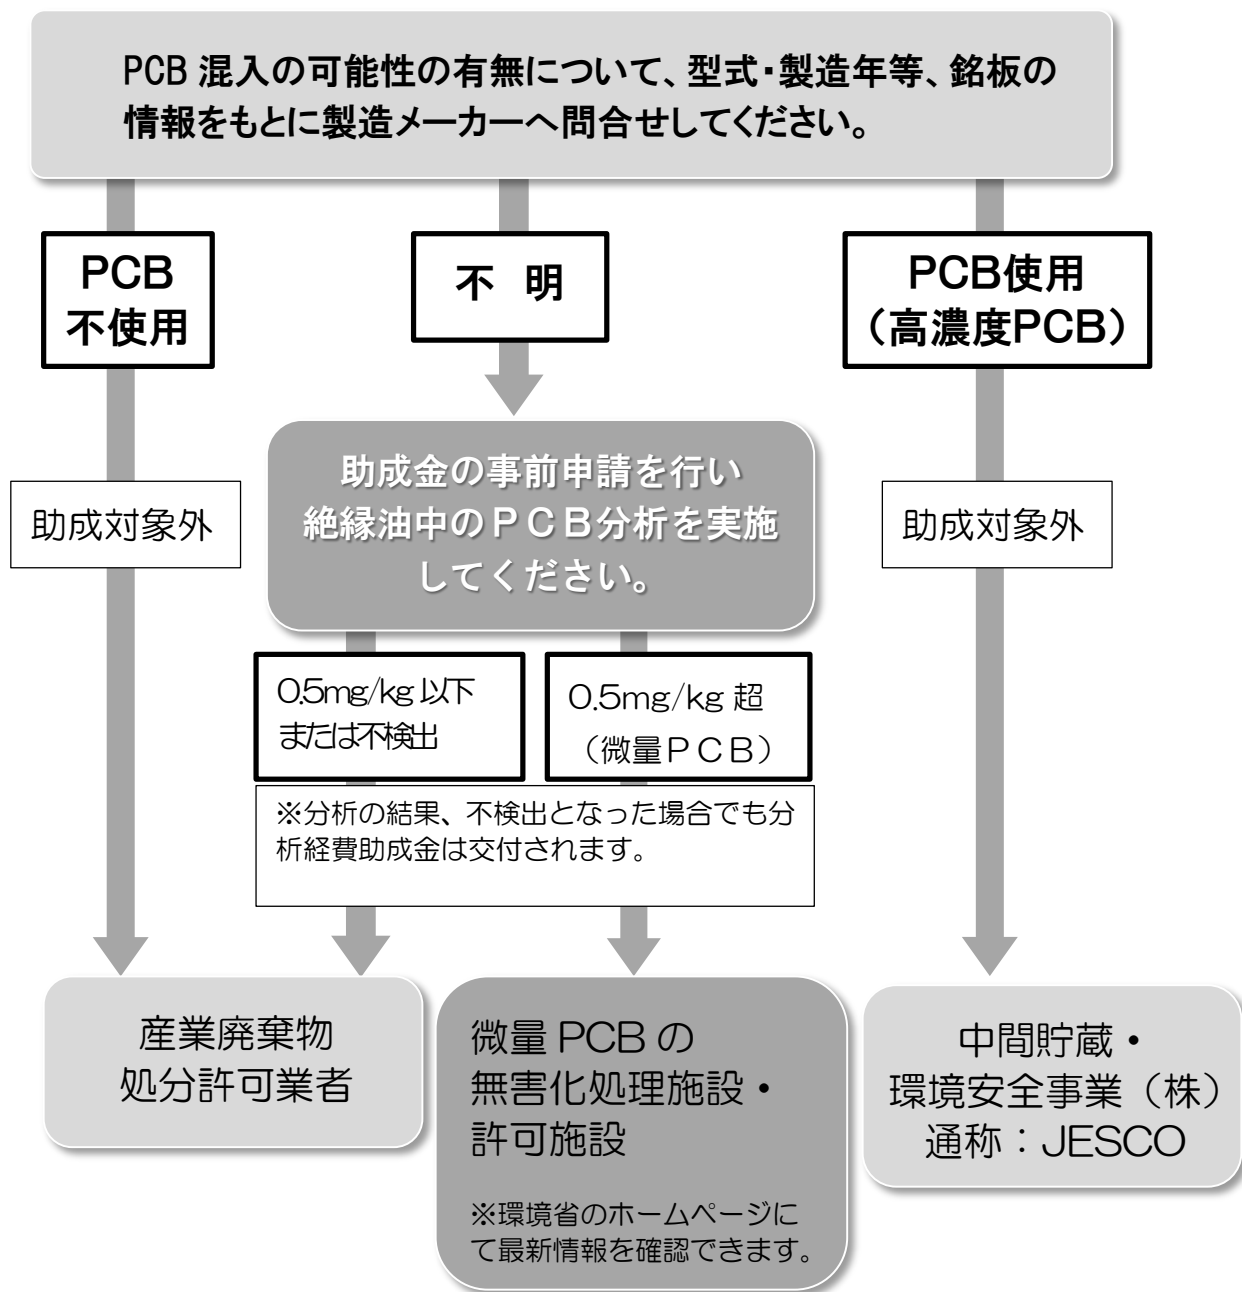 PCB 混入の可能性の有無について、型式・製造年等、銘板の
情報をもとに製造メーカーへ問合せしてください。
PCB
不使用
不 明
PCB使用
（高濃度PCB）
助成対象外
助成金の事前申請を行い
絶縁油中のＰＣＢ分析を実施
してください。
助成対象外
0.5mg/kg 以下
または不検出
0.5mg/kg 超
（微量ＰＣＢ）
※分析の結果、不検出となった場合でも分
析経費助成金は交付されます。
産業廃棄物
処分許可業者
微量 PCB の
無害化処理施設・
許可施設
※環境省のホームページに
て最新情報を確認できます。
中間貯蔵・
環境安全事業（株）
通称：JESCO